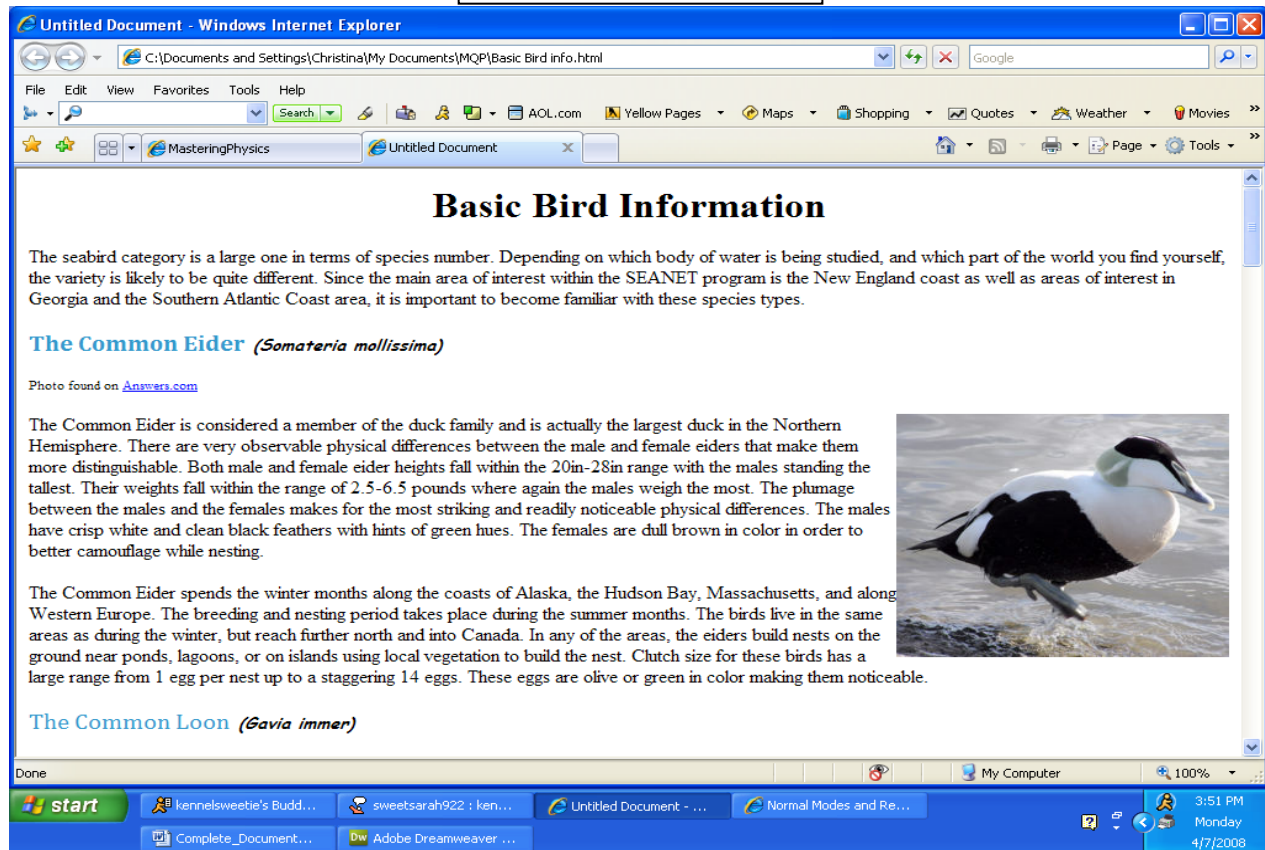 Untitled Document - Windows Internet Explorer
C:\Documents and Settings\Christina\My Documents\MQP\Basic Bird info.html
Google
File Edit View Favorites Tools Help
Search AOL.com Yellow Pages Maps Shopping Quotes Weather Movies »
MasteringPhysics Untitled Document Page Tools »
Basic Bird Information
The seabird category is a large one in terms of species number. Depending on which body of water is being studied, and which part of the world you find yourself,
the variety is likely to be quite different. Since the main area of interest within the SEANET program is the New England coast as well as areas of interest in
Georgia and the Southern Atlantic Coast area, it is important to become familiar with these species types.
The Common Eider (Somateria mollissima)
Photo found on Answers.com
The Common Eider is considered a member of the duck family and is actually the largest duck in the Northern
Hemisphere. There are very observable physical differences between the male and female eiders that make them
more distinguishable. Both male and female eider heights fall within the 20in-28in range with the males standing the
tallest. Their weights fall within the range of 2.5-6.5 pounds where again the males weigh the most. The plumage
between the males and the females makes for the most striking and readily noticeable physical differences. The males
have crisp white and clean black feathers with hints of green hues. The females are dull brown in color in order to
better camouflage while nesting.
The Common Eider spends the winter months along the coasts of Alaska, the Hudson Bay, Massachusetts, and along
Western Europe. The breeding and nesting period takes place during the summer months. The birds live in the same
areas as during the winter, but reach further north and into Canada. In any of the areas, the eiders build nests on the
ground near ponds, lagoons, or on islands using local vegetation to build the nest. Clutch size for these birds has a
large range from 1 egg per nest up to a staggering 14 eggs. These eggs are olive or green in color making them noticeable.
The Common Loon (Gavia immer)
Done My Computer 100%
start kennelsweetie's Budd... sweetsarah922 : ken... Untitled Document - ... Normal Modes and Re... 3:51 PM
Monday
Complete_Document... Dw Adobe Dreamweaver ... 4/7/2008